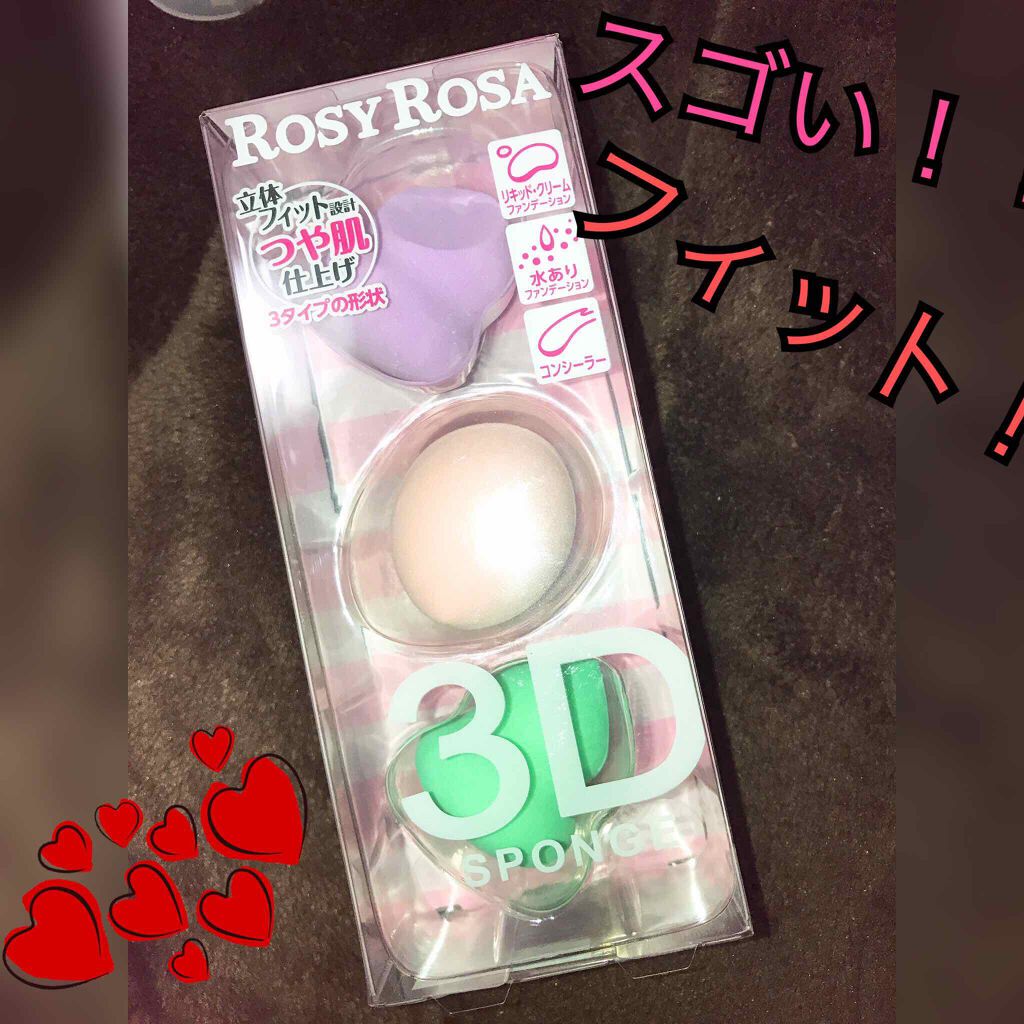 スゴい!!
フィット!
ROSY ROSA
立体
フィット設計
つや肌
仕上げ
3タイプの形状
リキッド・クリーム
ファンデーション
水あり
ファンデーション
コンシーラー
3D
SPONGE